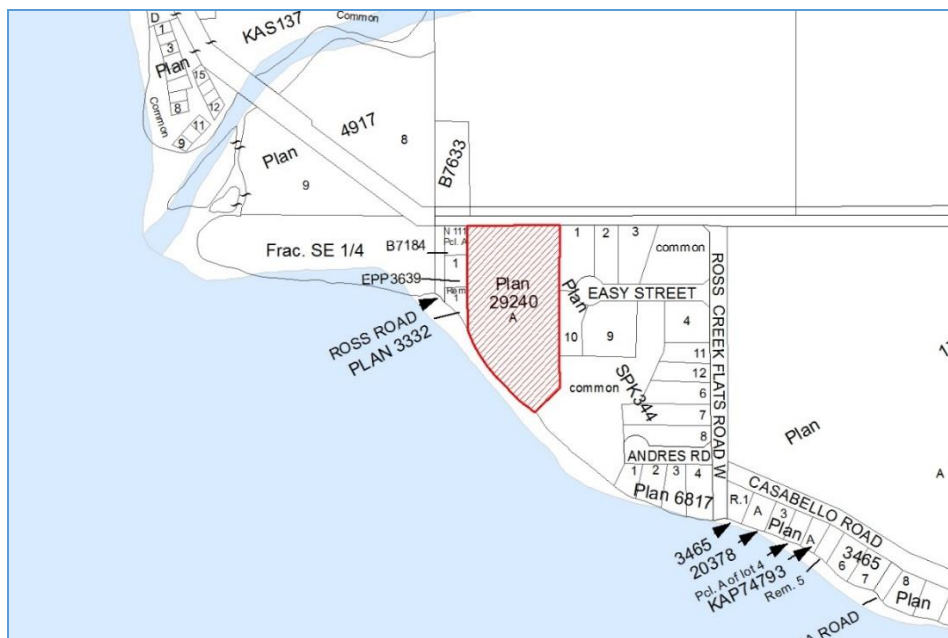 D
1
3
Plan
8
Common
9
11
15
12
KAS137
Common
4917
Plan
8
9
B7633
Frac. SE 1/4
B7184
N 111
Pcl. A
1
EPP3639
Rem
1
ROSS ROAD
PLAN 3332
Plan
29240
A
1
2
3
common
Plan
EASY STREET
10
9
4
11
12
6
7
8
common
SPK344
ROSS CREEK FLATS ROAD W
ANDRES RD
1
2
3
4
Plan 6817
Plan
A
CASABELLO ROAD
R.1
A
3
Plan
A
3465
6
7
8
Plan
3465
20378
Pcl. A of lot 4
KAP74793
Rem. 5
ROAD